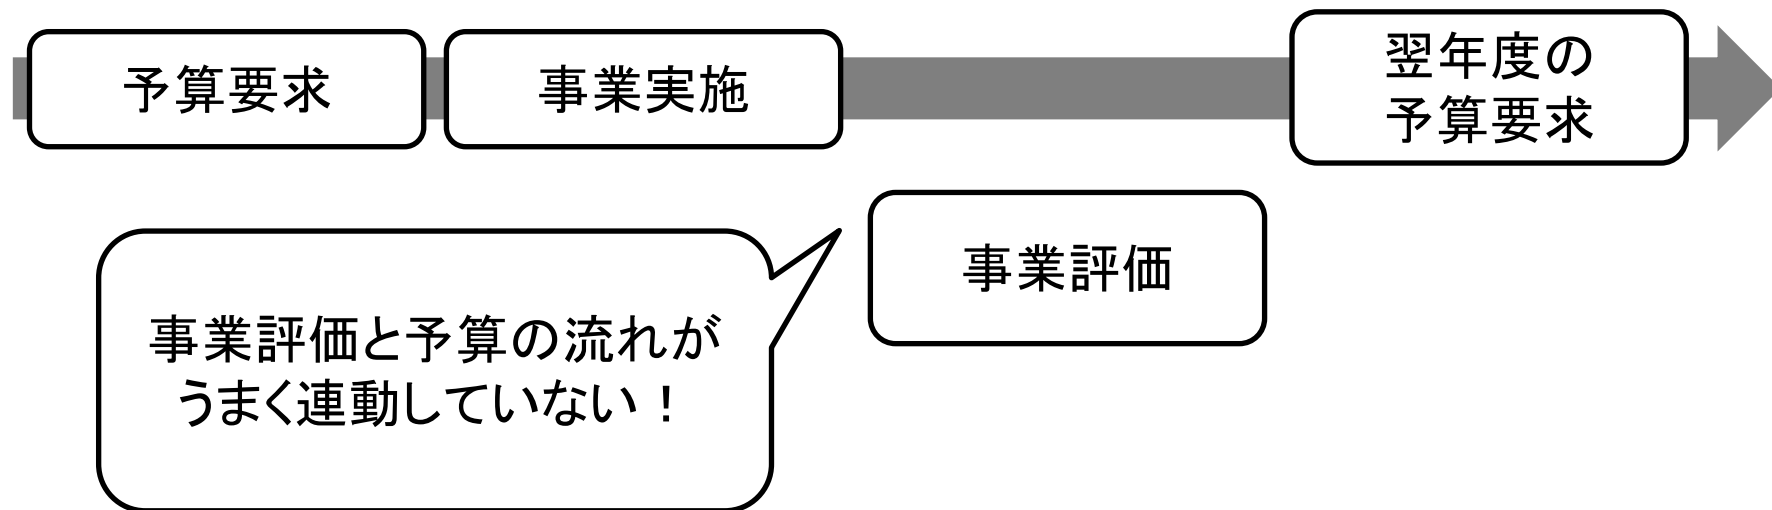 予算要求
事業実施
翌年度の
予算要求
事業評価
事業評価と予算の流れが
うまく連動していない！